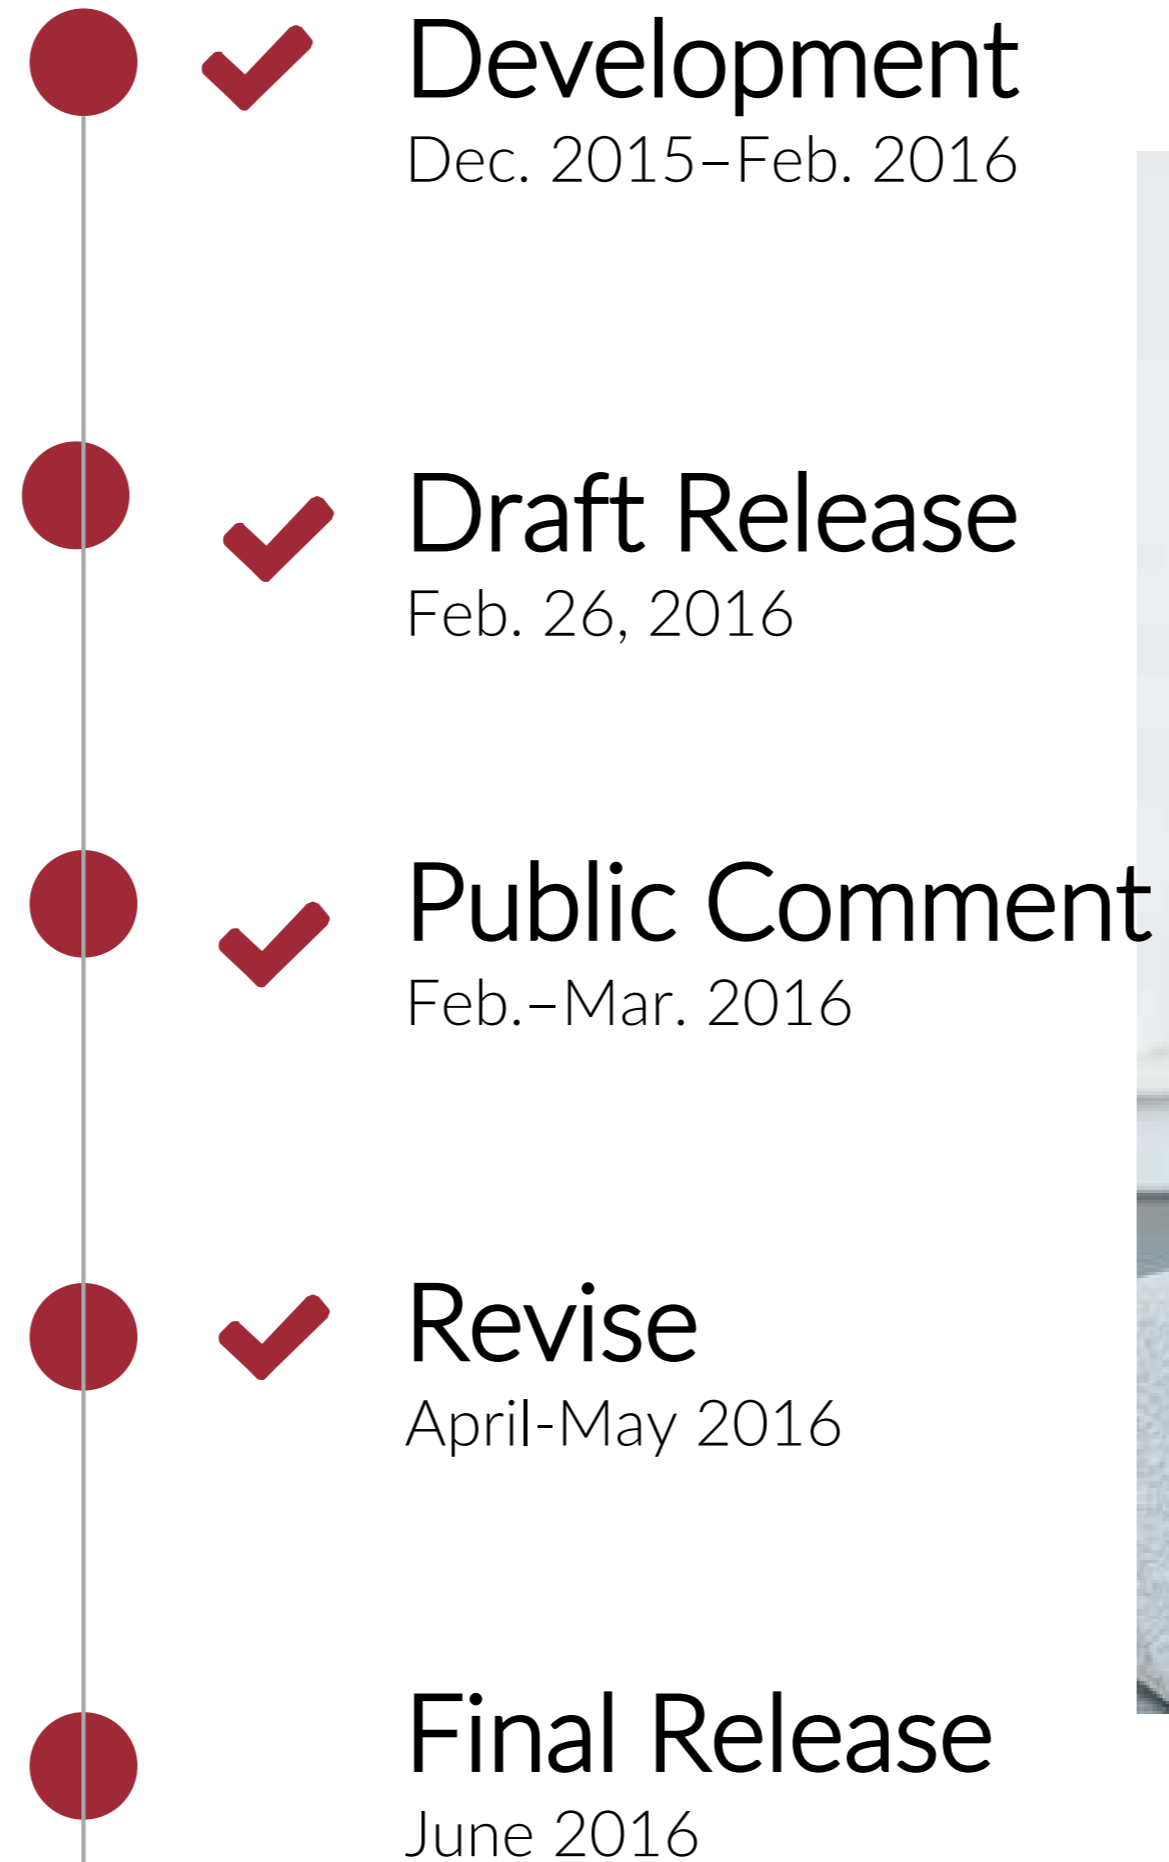 Development
Dec. 2015–Feb. 2016
Draft Release
Feb. 26, 2016
Public Comment
Feb.–Mar. 2016
Revise
April-May 2016
Final Release
June 2016